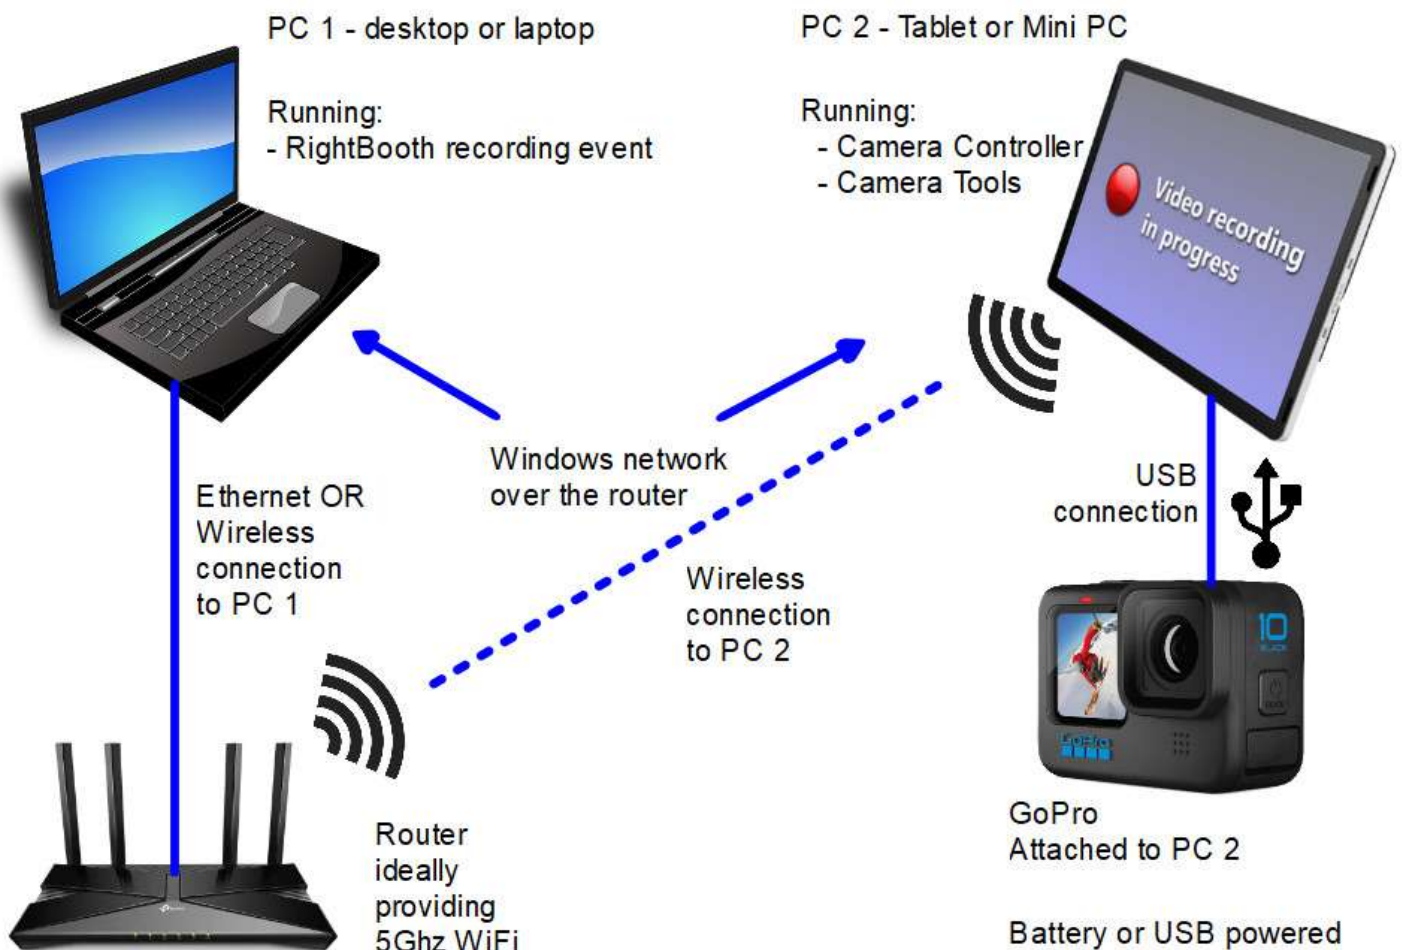 PC 1 - desktop or laptop
Running:
- RightBooth recording event
PC 2 - Tablet or Mini PC
Running:
- Camera Controller
- Camera Tools
Video recording
in progress
Windows network
over the router
Ethernet OR
Wireless
connection
to PC 1
Wireless
connection
to PC 2
USB
connection
10
BLACK
GoPro
GoPro
Attached to PC 2
Battery or USB powered
Router
ideally
providing
5Ghz WiFi